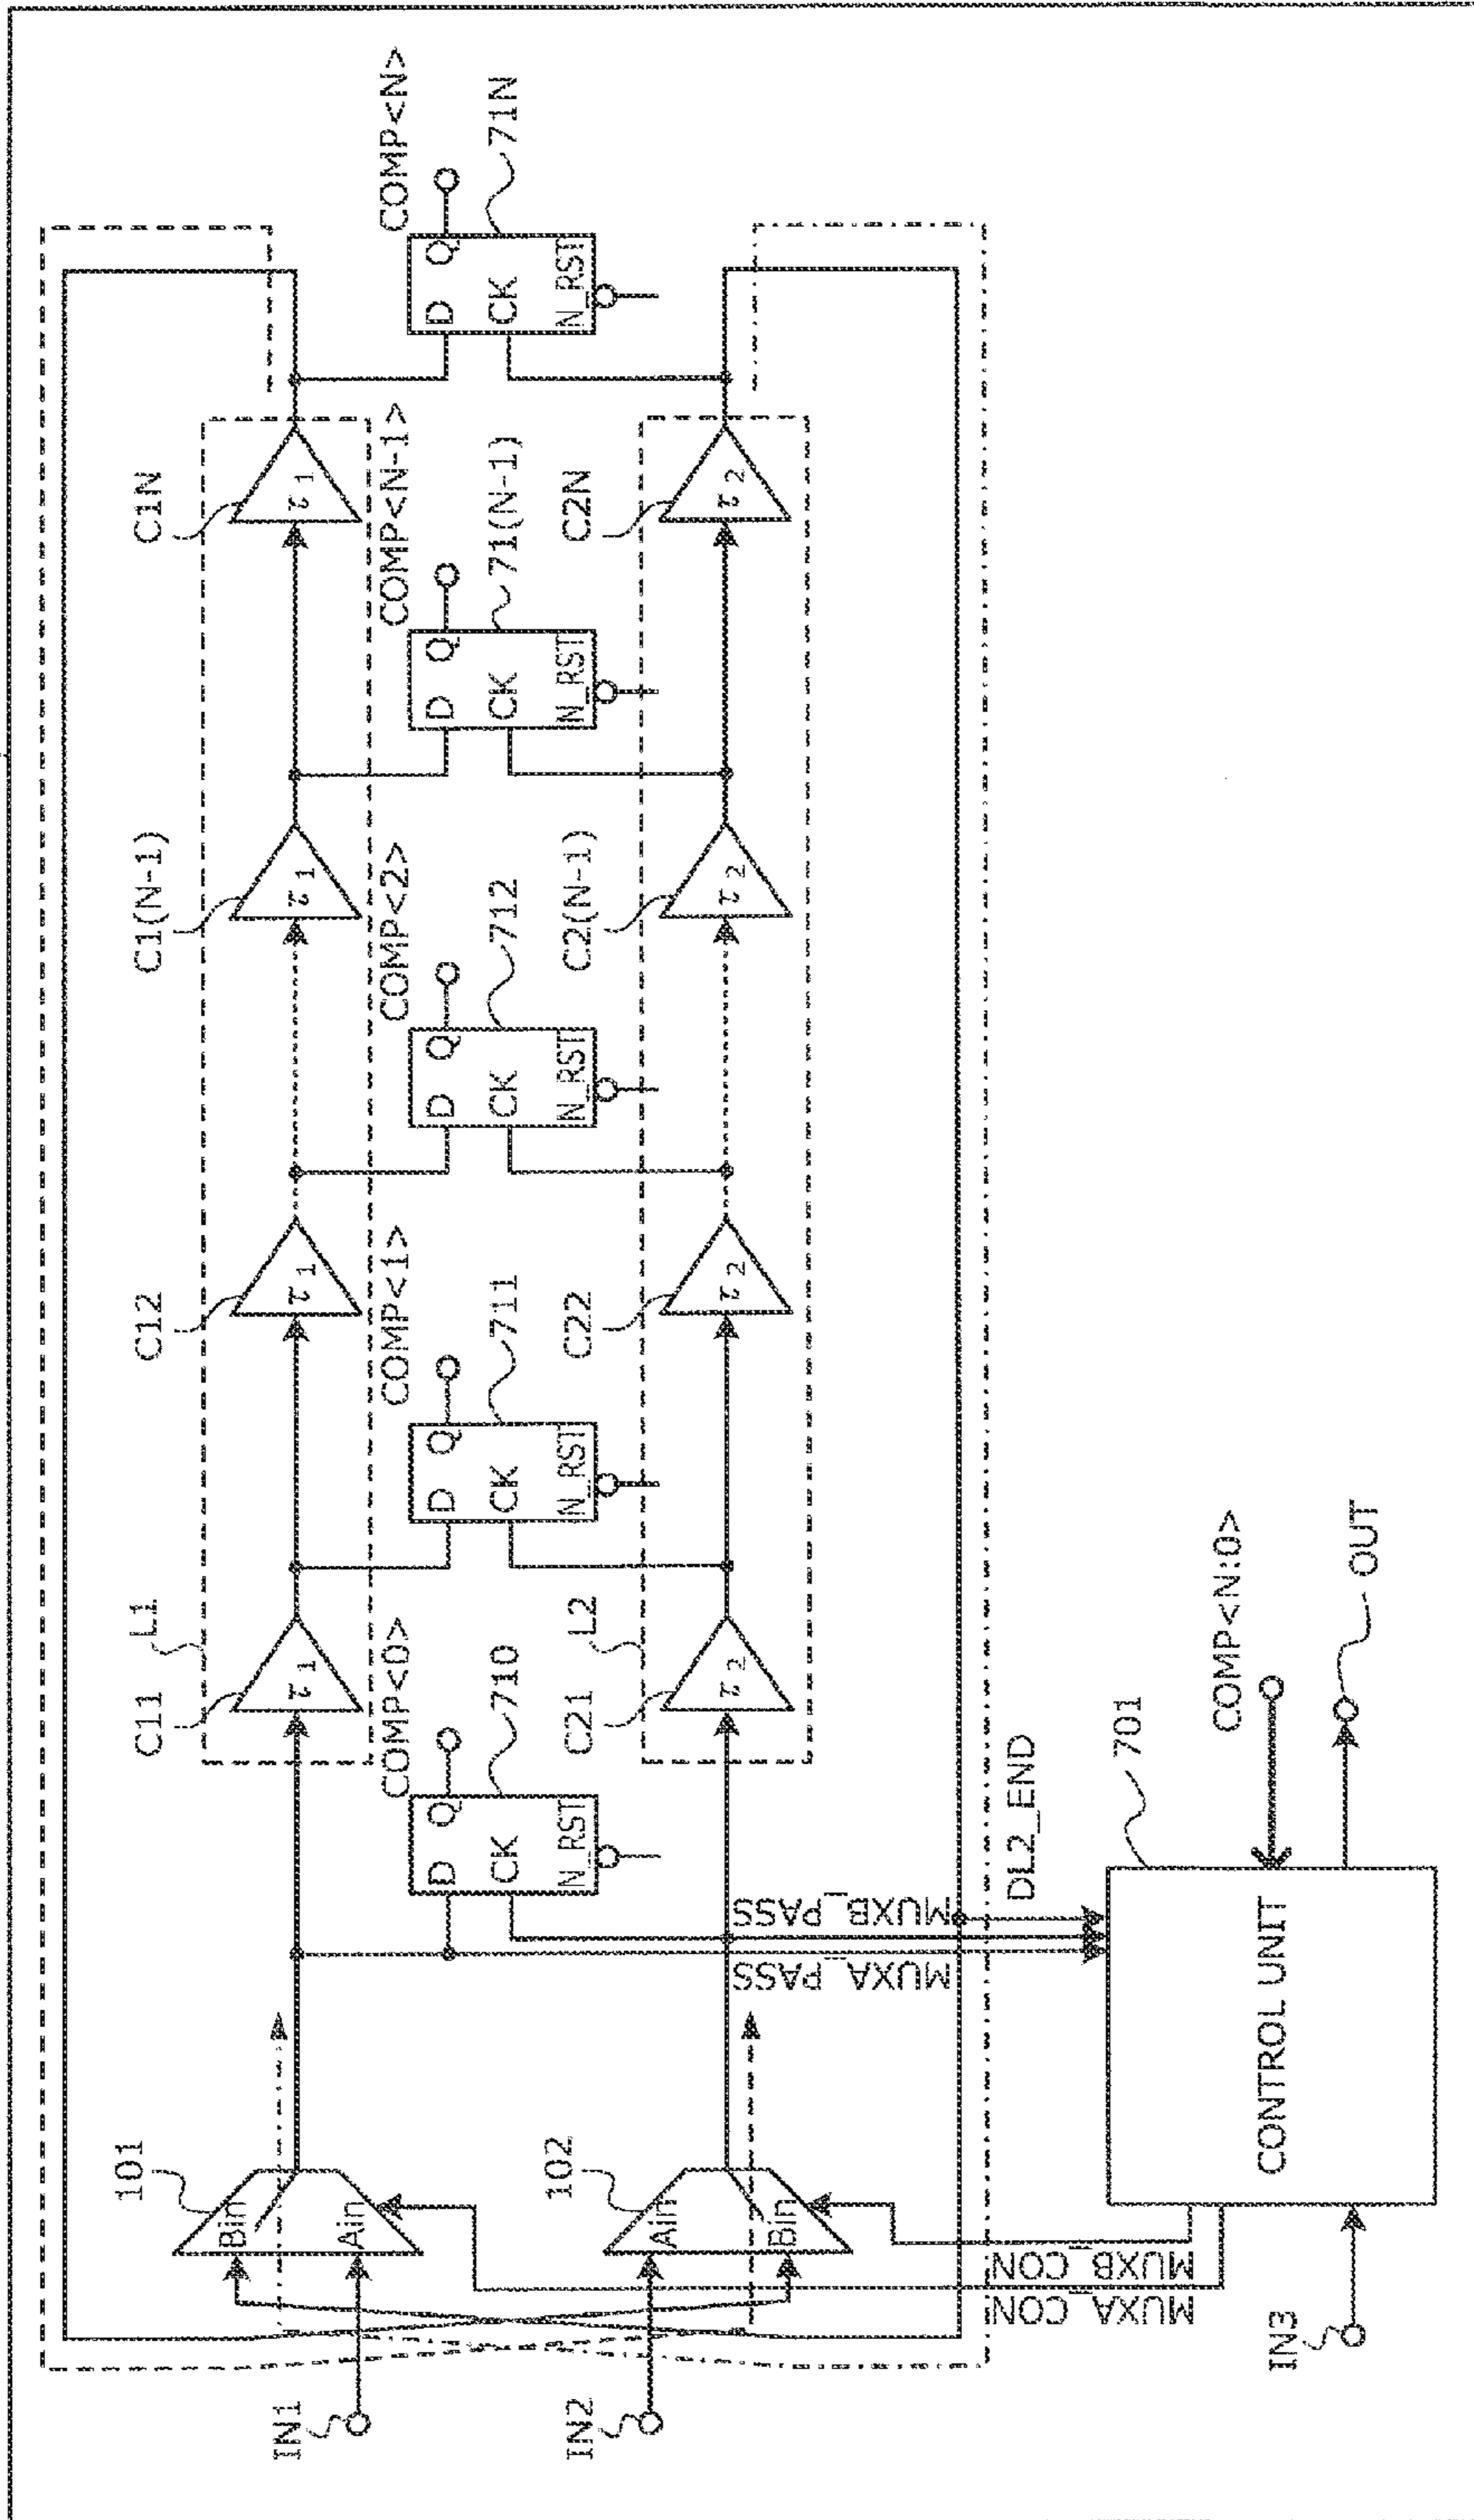 C11
L1
C12
C1(N-1)
C1N
τ1
τ1
τ1
τ1
101
Bin
Ain
IN1
COMP<0>
COMP<1>
COMP<2>
COMP<N-1>
COMP<N>
D Q
CK
N_RST
710
D Q
CK
N_RST
711
D Q
CK
N_RST
712
D Q
CK
N_RST
71(N-1)
D Q
CK
N_RST
71N
102
Ain
Bin
IN2
C21
L2
C22
C2(N-1)
C2N
τ2
τ2
τ2
τ2
MUXA_PASS
MUXB_PASS
DL2_END
MUXA_CON
MUXB_CON
701
CONTROL UNIT
IN3
COMP<N:0>
OUT